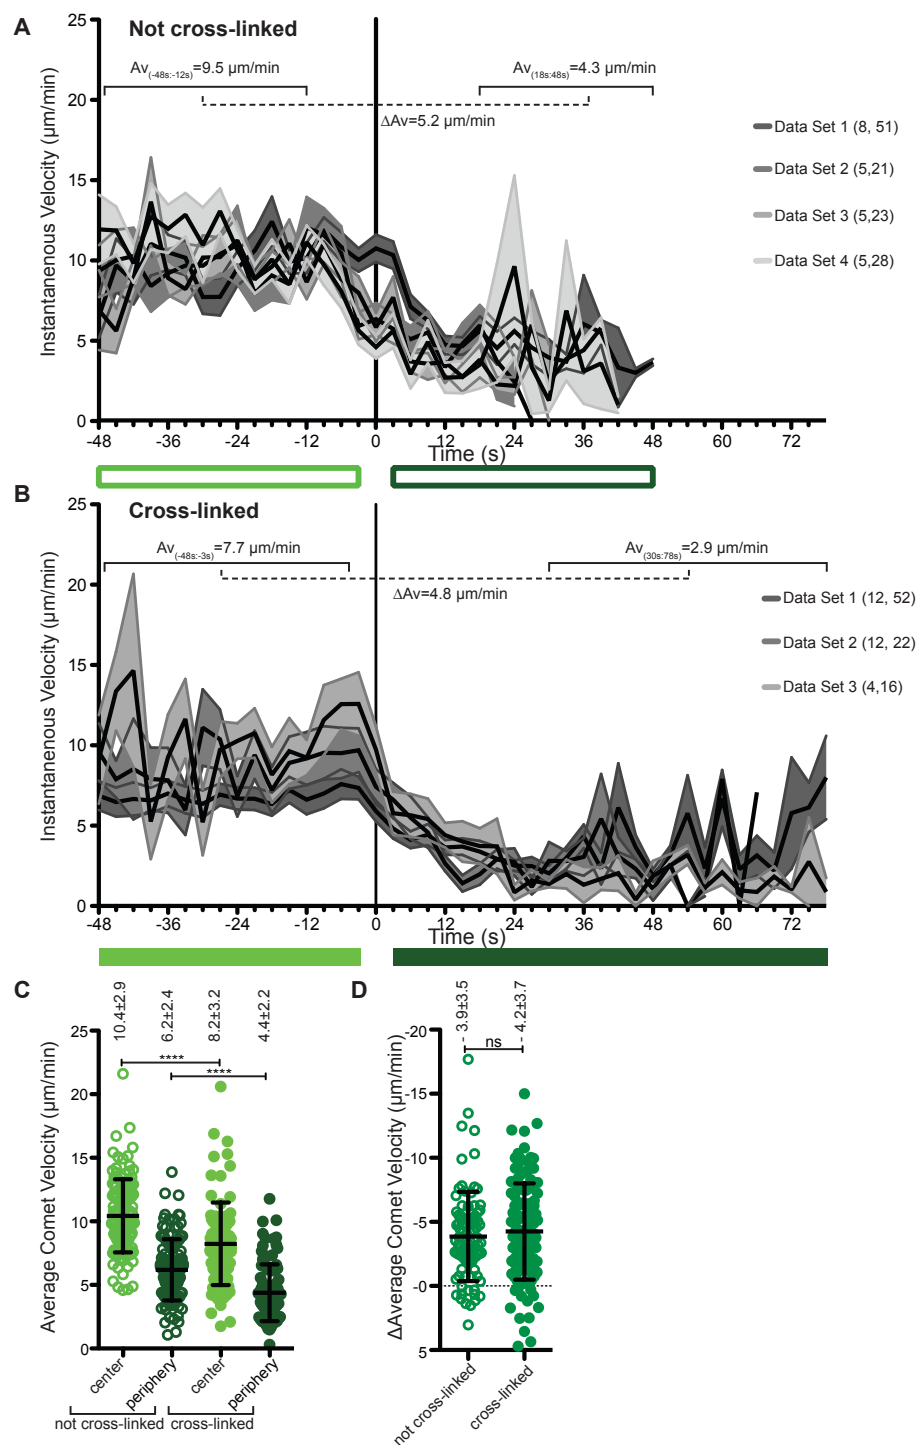 A
Not cross-linked
Av(-48s:-12s)=9.5 µm/min
Av(18s:48s)=4.3 µm/min
ΔAv=5.2 µm/min
Instantaneous Velocity (µm/min)
25
20
15
10
5
0
-48 -36 -24 -12 0 12 24 36 48 60 72
Time (s)
Data Set 1 (8, 51)
Data Set 2 (5,21)
Data Set 3 (5,23)
Data Set 4 (5,28)
B
Cross-linked
Av(-48s:-3s)=7.7 µm/min
Av(30s:78s)=2.9 µm/min
ΔAv=4.8 µm/min
Instantaneous Velocity (µm/min)
25
20
15
10
5
0
-48 -36 -24 -12 0 12 24 36 48 60 72
Time (s)
Data Set 1 (12, 52)
Data Set 2 (12, 22)
Data Set 3 (4,16)
C
10.4±2.9
6.2±2.4
8.2±3.2
4.4±2.2
****
****
Average Comet Velocity (µm/min)
25
20
15
10
5
0
center periphery center periphery
not cross-linked cross-linked
D
- 3.9±3.5
- 4.2±3.7
ns
ΔAverage Comet Velocity (µm/min)
-20
-15
-10
-5
-0
5
not cross-linked cross-linked